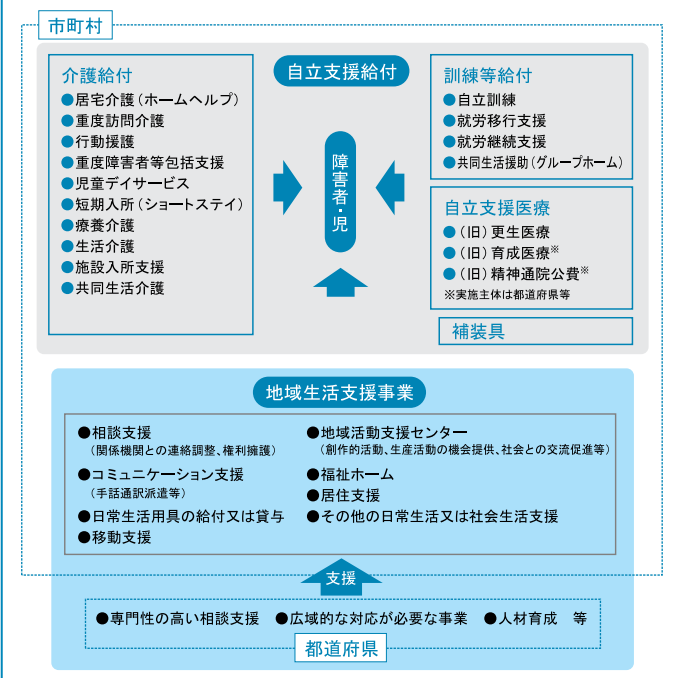 市町村
自立支援給付
介護給付
●居宅介護（ホームヘルプ）
●重度訪問介護
●行動援護
●重度障害者等包括支援
●児童デイサービス
●短期入所（ショートステイ）
●療養介護
●生活介護
●施設入所支援
●共同生活介護
障害者・児
訓練等給付
●自立訓練
●就労移行支援
●就労継続支援
●共同生活援助（グループホーム）
自立支援医療
●（旧）更生医療
●（旧）育成医療※
●（旧）精神通院公費※
※実施主体は都道府県等
補装具
地域生活支援事業
●相談支援
（関係機関との連絡調整、権利擁護）
●コミュニケーション支援
（手話通訳派遣等）
●日常生活用具の給付又は貸与
●移動支援
●地域活動支援センター
（創作的活動、生産活動の機会提供、社会との交流促進等）
●福祉ホーム
●居住支援
●その他の日常生活又は社会生活支援
支援
●専門性の高い相談支援　●広域的な対応が必要な事業　●人材育成　等
都道府県